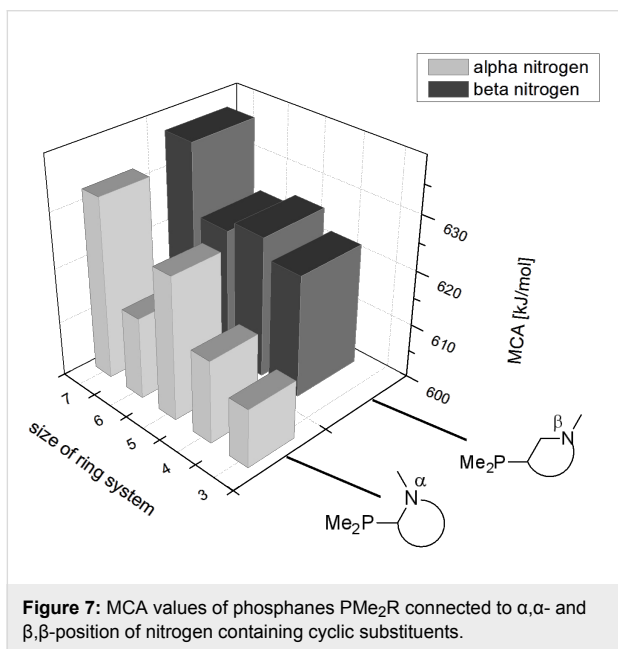 alpha nitrogen
beta nitrogen
630
620
610
600
MCA [kJ/mol]
7
6
5
4
3
size of ring system
β
N
Me2P
α
N
Me2P
Figure 7: MCA values of phosphanes PMe2R connected to α,α- and
β,β-position of nitrogen containing cyclic substituents.